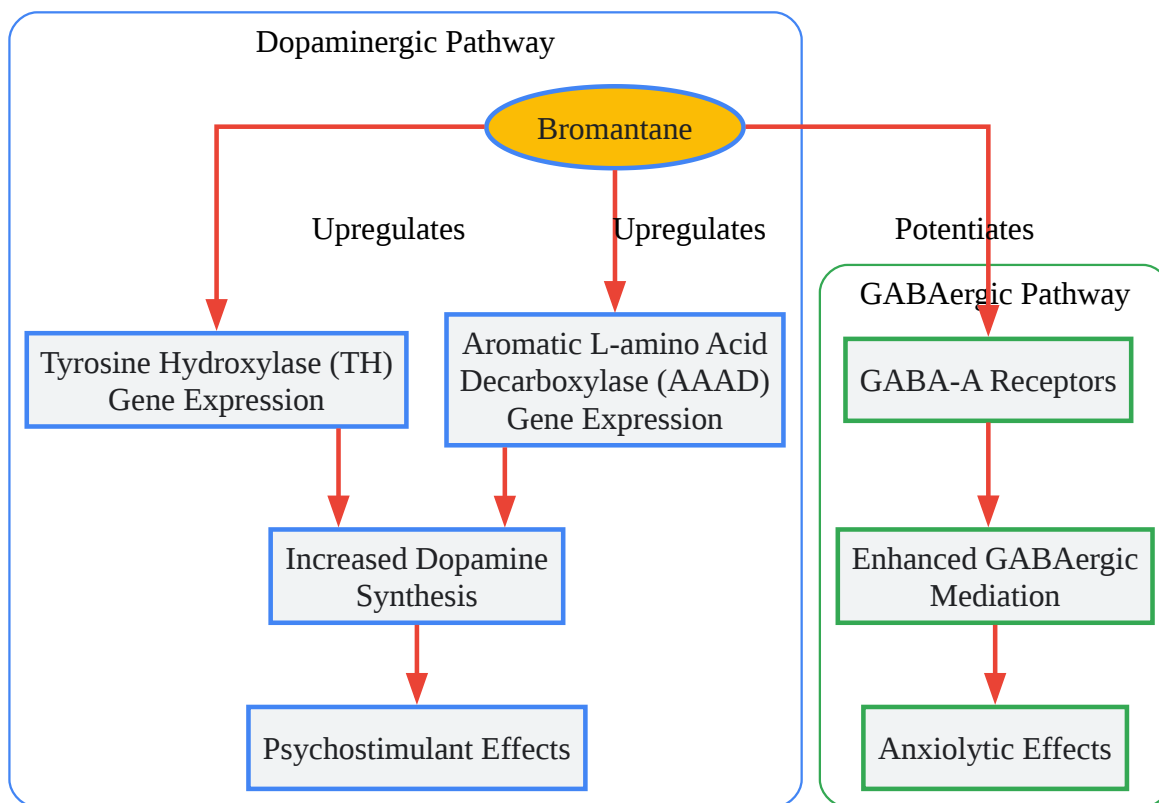 Dopaminergic Pathway
Bromantane
Upregulates
Upregulates
Potentiates
GABAergic Pathway
Tyrosine Hydroxylase (TH)
Gene Expression
Aromatic L-amino Acid
Decarboxylase (AAAD)
Gene Expression
GABA-A Receptors
Increased Dopamine
Synthesis
Enhanced GABAergic
Mediation
Psychostimulant Effects
Anxiolytic Effects